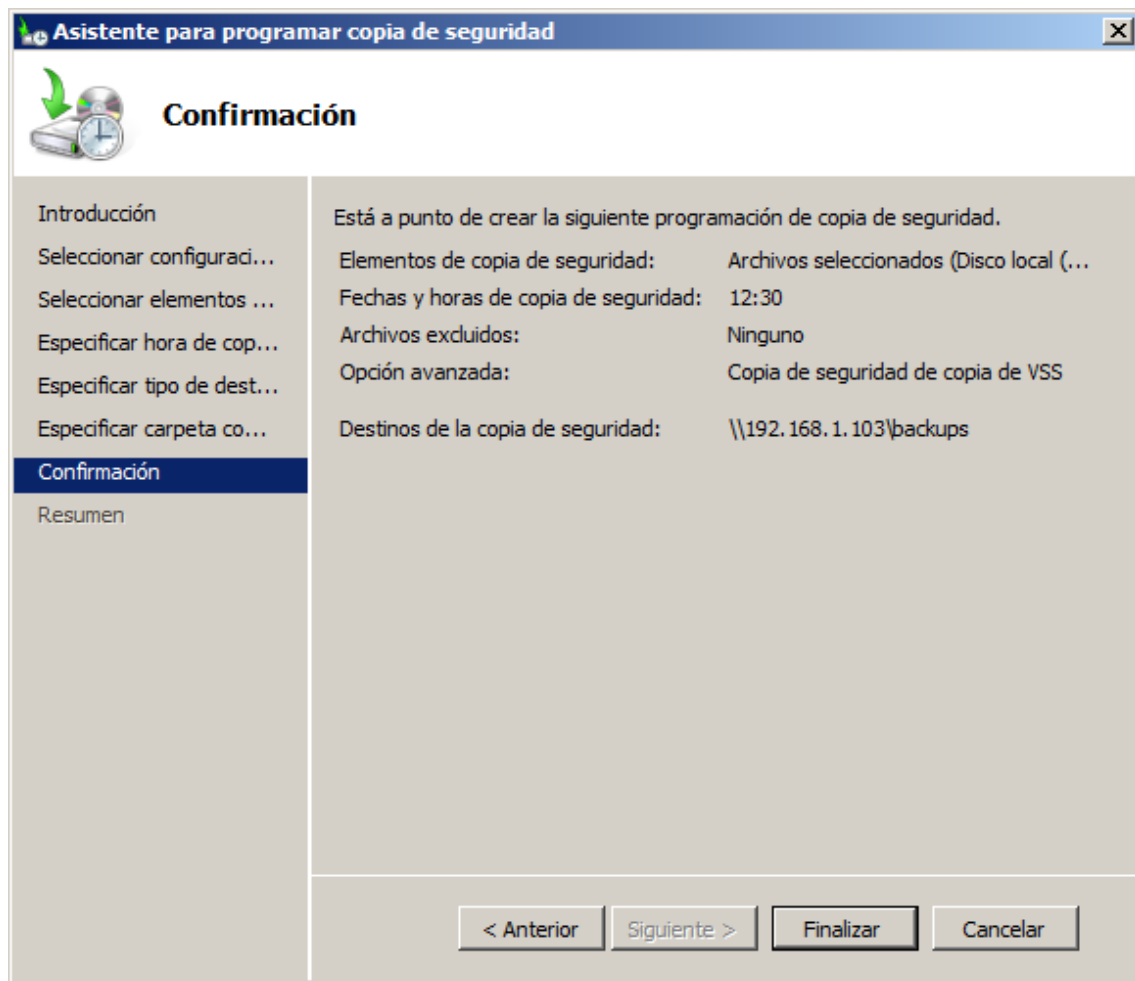 Asistente para programar copia de seguridad
Confirmación
Introducción
Seleccionar configuraci...
Seleccionar elementos ...
Especificar hora de cop...
Especificar tipo de dest...
Especificar carpeta co...
Confirmación
Resumen
Está a punto de crear la siguiente programación de copia de seguridad.
Elementos de copia de seguridad: Archivos seleccionados (Disco local (...
Fechas y horas de copia de seguridad: 12:30
Archivos excluidos: Ninguno
Opción avanzada: Copia de seguridad de copia de VSS
Destinos de la copia de seguridad: \\192.168.1.103\backups
< Anterior Siguiente > Finalizar Cancelar